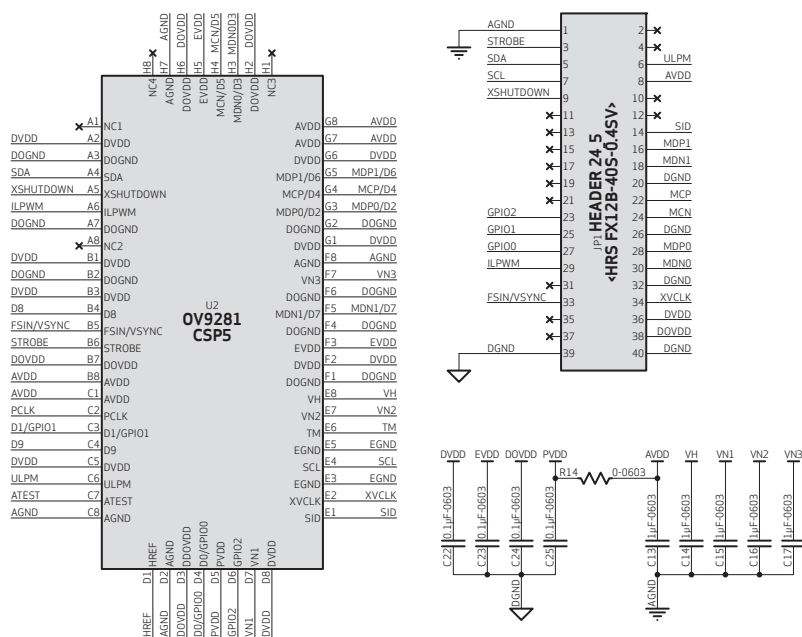 AGND DOVDD EVDD MCN/D5 MDN0D3 DOVDD
H8 H7 H6 H5 H4 H3 H2 H1
NC4 AGND DOVDD EVDD MCN/D5 MDN0/D3 DOVDD NC3
A1 NC1
DVDD A2 DVDD
DOGND A3 DOGND
SDA A4 SDA
XSHUTDOWN A5 XSHUTDOWN
ILPWM A6 ILPWM
DOGND A7 DOGND
A8 NC2
DVDD B1 DVDD
DOGND B2 DOGND
DVDD B3 DVDD
D8 B4 D8
FSIN/VSYNC B5 FSIN/VSYNC
STROBE B6 STROBE
DOVDD B7 DOVDD
AVDD B8 AVDD
AVDD C1 AVDD
PCLK C2 PCLK
D1/GPIO1 C3 D1/GPIO1
D9 C4 D9
DVDD C5 DVDD
ULPM C6 ULPM
ATEST C7 ATEST
AGND C8 AGND
U2
OV9281
CSP5
AVDD G8 AVDD
AVDD G7 AVDD
DVDD G6 DVDD
MDP1/D6 G5 MDP1/D6
MCP/D4 G4 MCP/D4
MDP0/D2 G3 MDP0/D2
DOGND G2 DOGND
DVDD G1 DVDD
AGND F8 AGND
VN3 F7 VN3
DOGND F6 DOGND
MDN1/D7 F5 MDN1/D7
DOGND F4 DOGND
EVDD F3 EVDD
DVDD F2 DVDD
DOGND F1 DOGND
VH E8 VH
VN2 E7 VN2
TM E6 TM
EGND E5 EGND
SCL E4 SCL
EGND E3 EGND
XVCLK E2 XVCLK
SID E1 SID
HREF AGND DDOVDD D0/GPIO0 PVDD GPIO2 VN1 DVDD
D1 D2 D3 D4 D5 D6 D7 D8
HREF AGND DOVDD D0/GPIO0 PVDD GPIO2 VN1 DVDD
AGND 1 2
STROBE 3 4
SDA 5 6 ULPM
SCL 7 8 AVDD
XSHUTDOWN 9 10
11 12
13 14 SID
15 16 MDP1
17 18 MDN1
19 20 DGND
21 22 MCP
GPIO2 23 24 MCN
GPIO1 25 26 DGND
GPIO0 27 28 MDP0
ILPWM 29 30 MDN0
31 32 DGND
FSIN/VSYNC 33 34 XVCLK
35 36 DVDD
37 38 DOVDD
DGND 39 40 DGND
JP1 HEADER 24_5
<HRS FX12B-40S-0.4SV>
DVDD EVDD DOVDD PVDD AVDD VH VN1 VN2 VN3
R14 0-0603
C22 0.1µF-0603
C23 0.1µF-0603
C24 0.1µF-0603
C25 0.1µF-0603
C13 1µF-0603
C14 1µF-0603
C15 1µF-0603
C16 1µF-0603
C17 1µF-0603
DGND
AGND